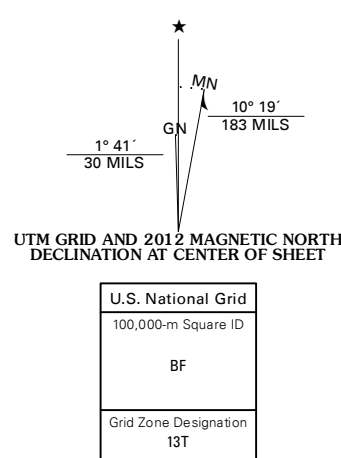 ★
MN
GN
10° 19´
183 MILS
1° 41´
30 MILS
UTM GRID AND 2012 MAGNETIC NORTH
DECLINATION AT CENTER OF SHEET
U.S. National Grid
100,000-m Square ID
BF
Grid Zone Designation
13T